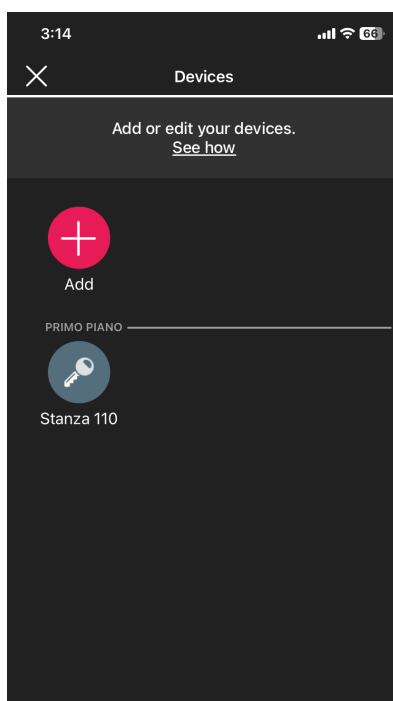 3:14
66
Devices
Add or edit your devices.
See how
Add
PRIMO PIANO
Stanza 110